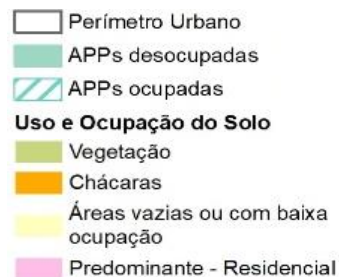 Perímetro Urbano
APPs desocupadas
APPs ocupadas
Uso e Ocupação do Solo
Vegetação
Chácaras
Áreas vazias ou com baixa
ocupação
Predominante - Residencial